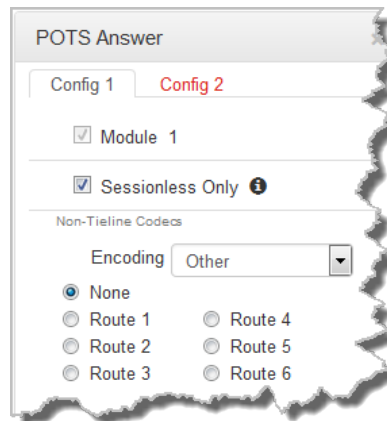 POTS Answer
Config 1 Config 2
Module 1
Sessionless Only
Non-Tieline Codecs
Encoding Other
None
Route 1 Route 4
Route 2 Route 5
Route 3 Route 6